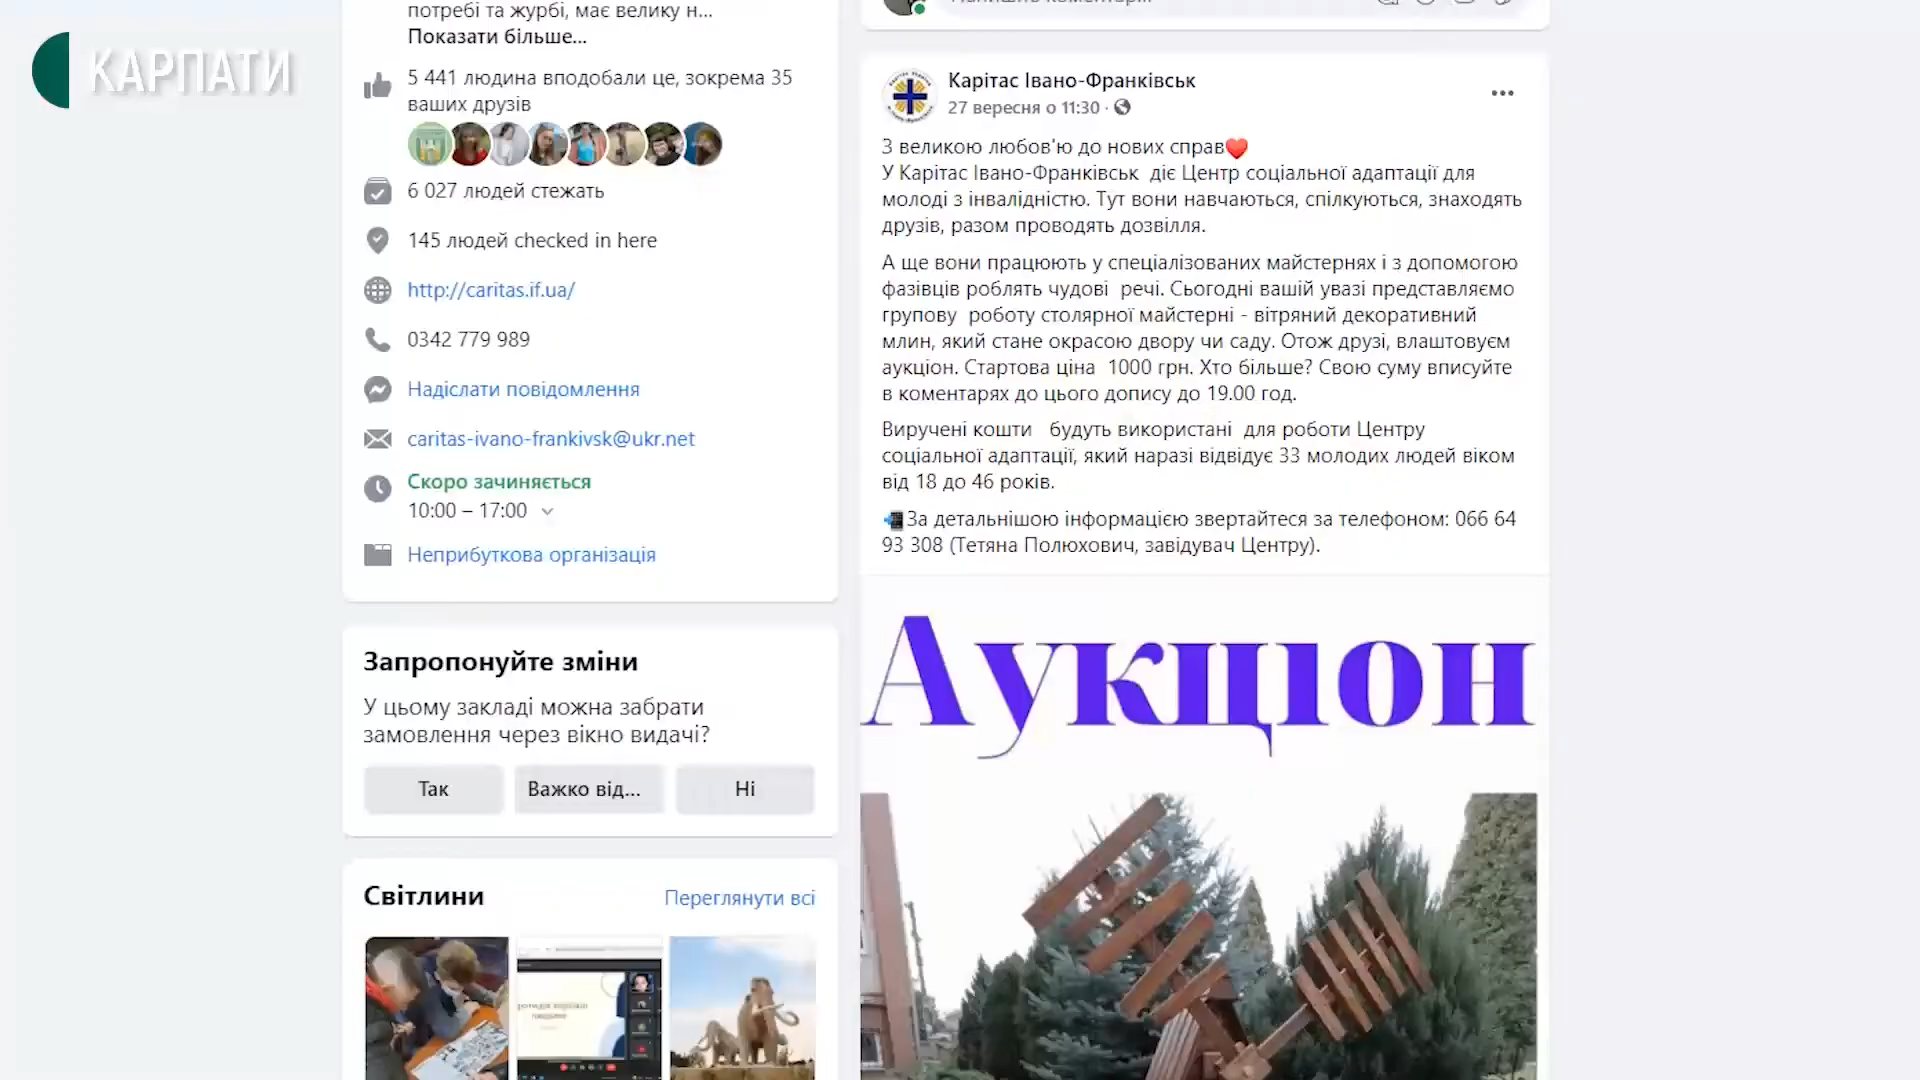 КАРПАТИ
потребі та журбі, має велику н...
Показати більше...
5 441 людина вподобали це, зокрема 35
ваших друзів
6 027 людей стежать
145 людей checked in here
http://caritas.if.ua/
0342 779 989
Надіслати повідомлення
caritas-ivano-frankivsk@ukr.net
Скоро зачиняється
10:00 – 17:00
Неприбуткова організація
Запропонуйте зміни
У цьому закладі можна забрати
замовлення через вікно видачі?
Так
Важко від...
Ні
Світлини
Переглянути всі
Карітас Івано-Франківськ
27 вересня о 11:30 ·
З великою любов'ю до нових справ❤️
У Карітас Івано-Франківськ діє Центр соціальної адаптації для
молоді з інвалідністю. Тут вони навчаються, спілкуються, знаходять
друзів, разом проводять дозвілля.
А ще вони працюють у спеціалізованих майстернях і з допомогою
фазівців роблять чудові речі. Сьогодні вашій увазі представляємо
групову роботу столярної майстерні - вітряний декоративний
млин, який стане окрасою двору чи саду. Отож друзі, влаштовуєм
аукціон. Стартова ціна 1000 грн. Хто більше? Свою суму вписуйте
в коментарях до цього допису до 19.00 год.
Виручені кошти будуть використані для роботи Центру
соціальної адаптації, який наразі відвідує 33 молодих людей віком
від 18 до 46 років.
📲За детальнішою інформацією звертайтеся за телефоном: 066 64
93 308 (Тетяна Полюхович, завідувач Центру).
Аукціон